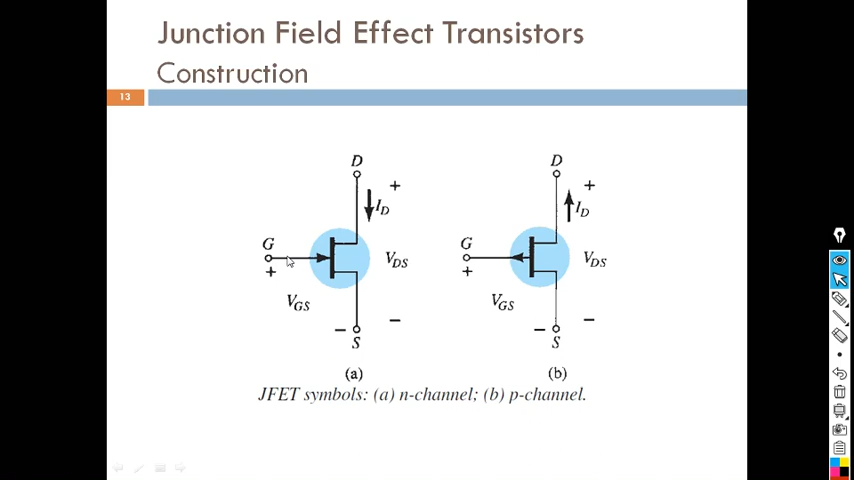 Junction Field Effect Transistors
Construction
13
D
D
+
+
I_D
I_D
G
G
+
+
V_DS
V_DS
V_GS
V_GS
−
−
−
−
S
S
(a)
(b)
JFET symbols: (a) n-channel; (b) p-channel.